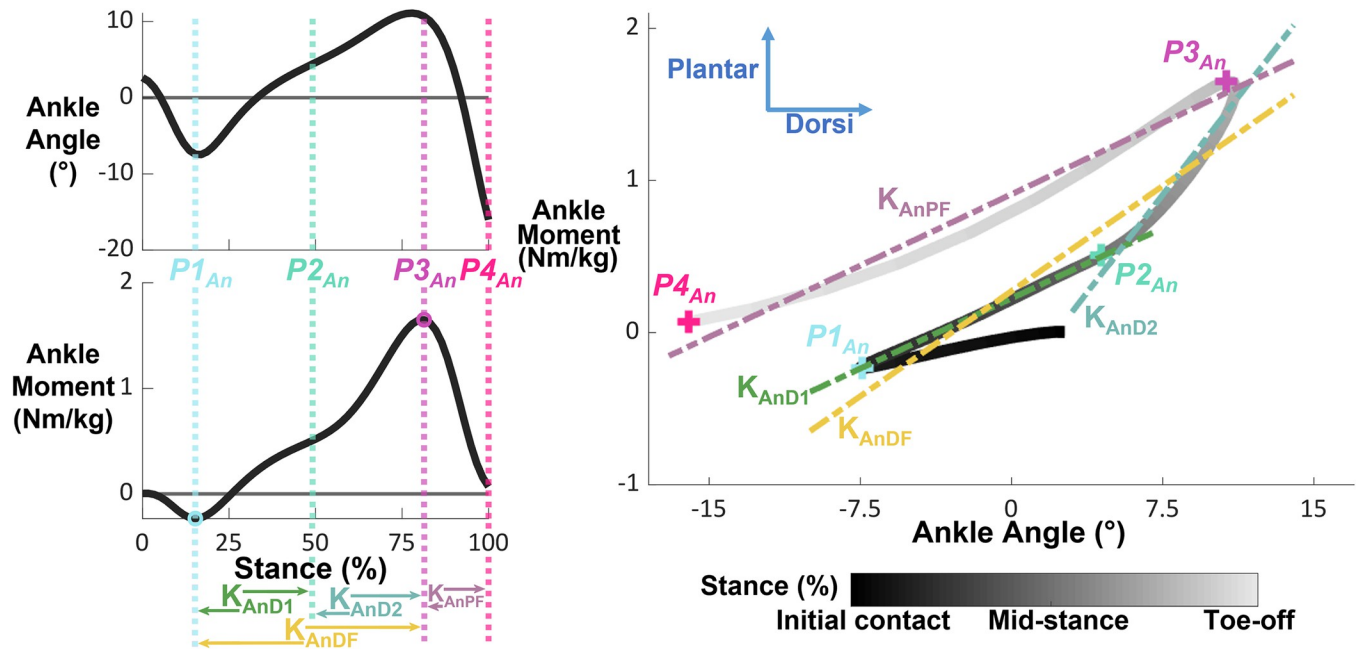 10
0
-10
-20
Ankle
Angle
(°)
P1An
P2An
P3An
P4An
2
1
0
Ankle
Moment
(Nm/kg)
0
25
50
75
100
Stance (%)
KAnD1
KAnD2
KAnPF
KAnDF
2
1
0
-1
Ankle
Moment
(Nm/kg)
Plantar
Dorsi
P3An
KAnPF
P4An
P2An
P1An
KAnD2
KAnD1
KAnDF
-15
-7.5
0
7.5
15
Ankle Angle (°)
Stance (%)
Initial contact
Mid-stance
Toe-off